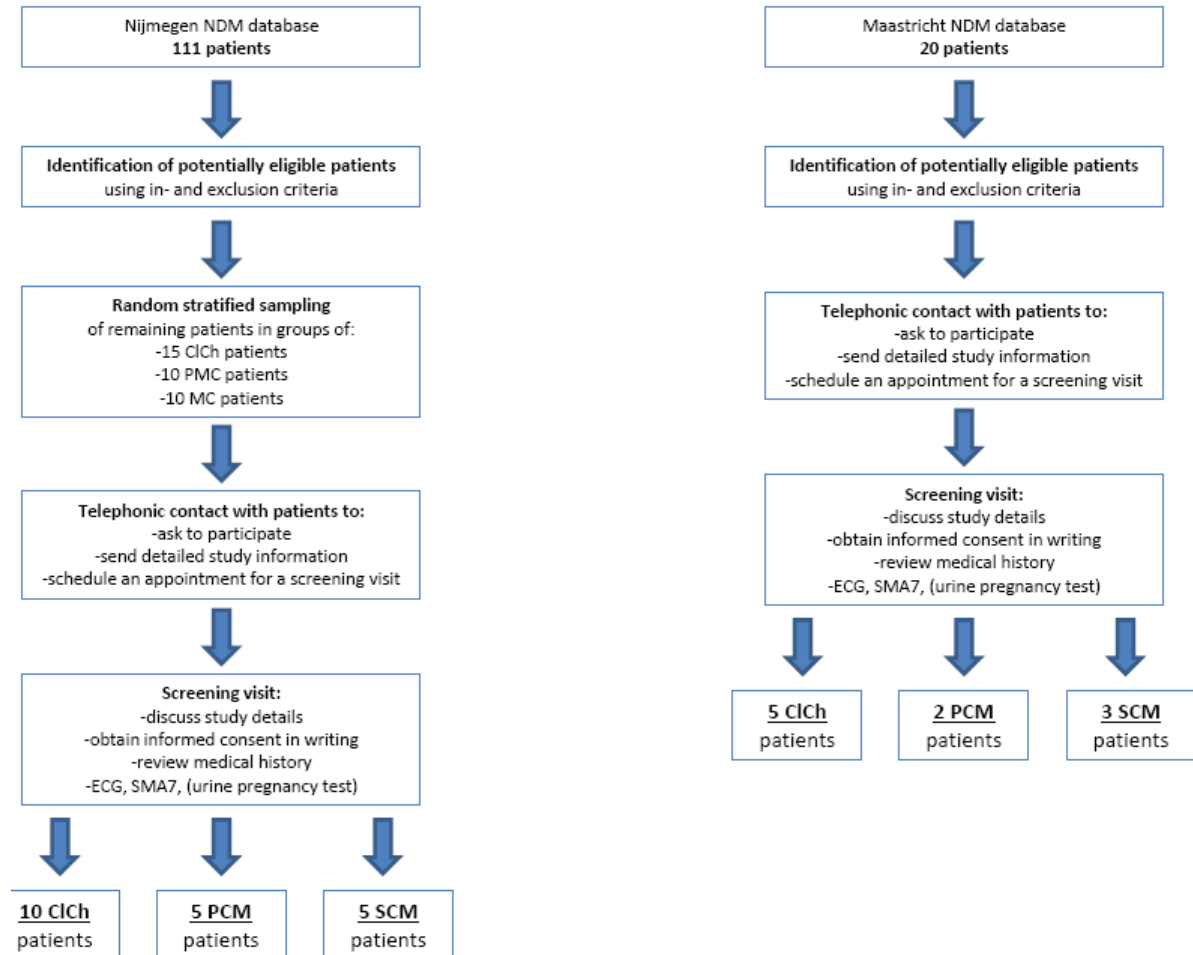 Nijmegen NDM database
111 patients
Identification of potentially eligible patients
using in- and exclusion criteria
Random stratified sampling
of remaining patients in groups of:
-15 ClCh patients
-10 PMC patients
-10 MC patients
Telephonic contact with patients to:
-ask to participate
-send detailed study information
-schedule an appointment for a screening visit
Screening visit:
-discuss study details
-obtain informed consent in writing
-review medical history
-ECG, SMA7, (urine pregnancy test)
10 ClCh
patients
5 PCM
patients
5 SCM
patients
Maastricht NDM database
20 patients
Identification of potentially eligible patients
using in- and exclusion criteria
Telephonic contact with patients to:
-ask to participate
-send detailed study information
-schedule an appointment for a screening visit
Screening visit:
-discuss study details
-obtain informed consent in writing
-review medical history
-ECG, SMA7, (urine pregnancy test)
5 ClCh
patients
2 PCM
patients
3 SCM
patients